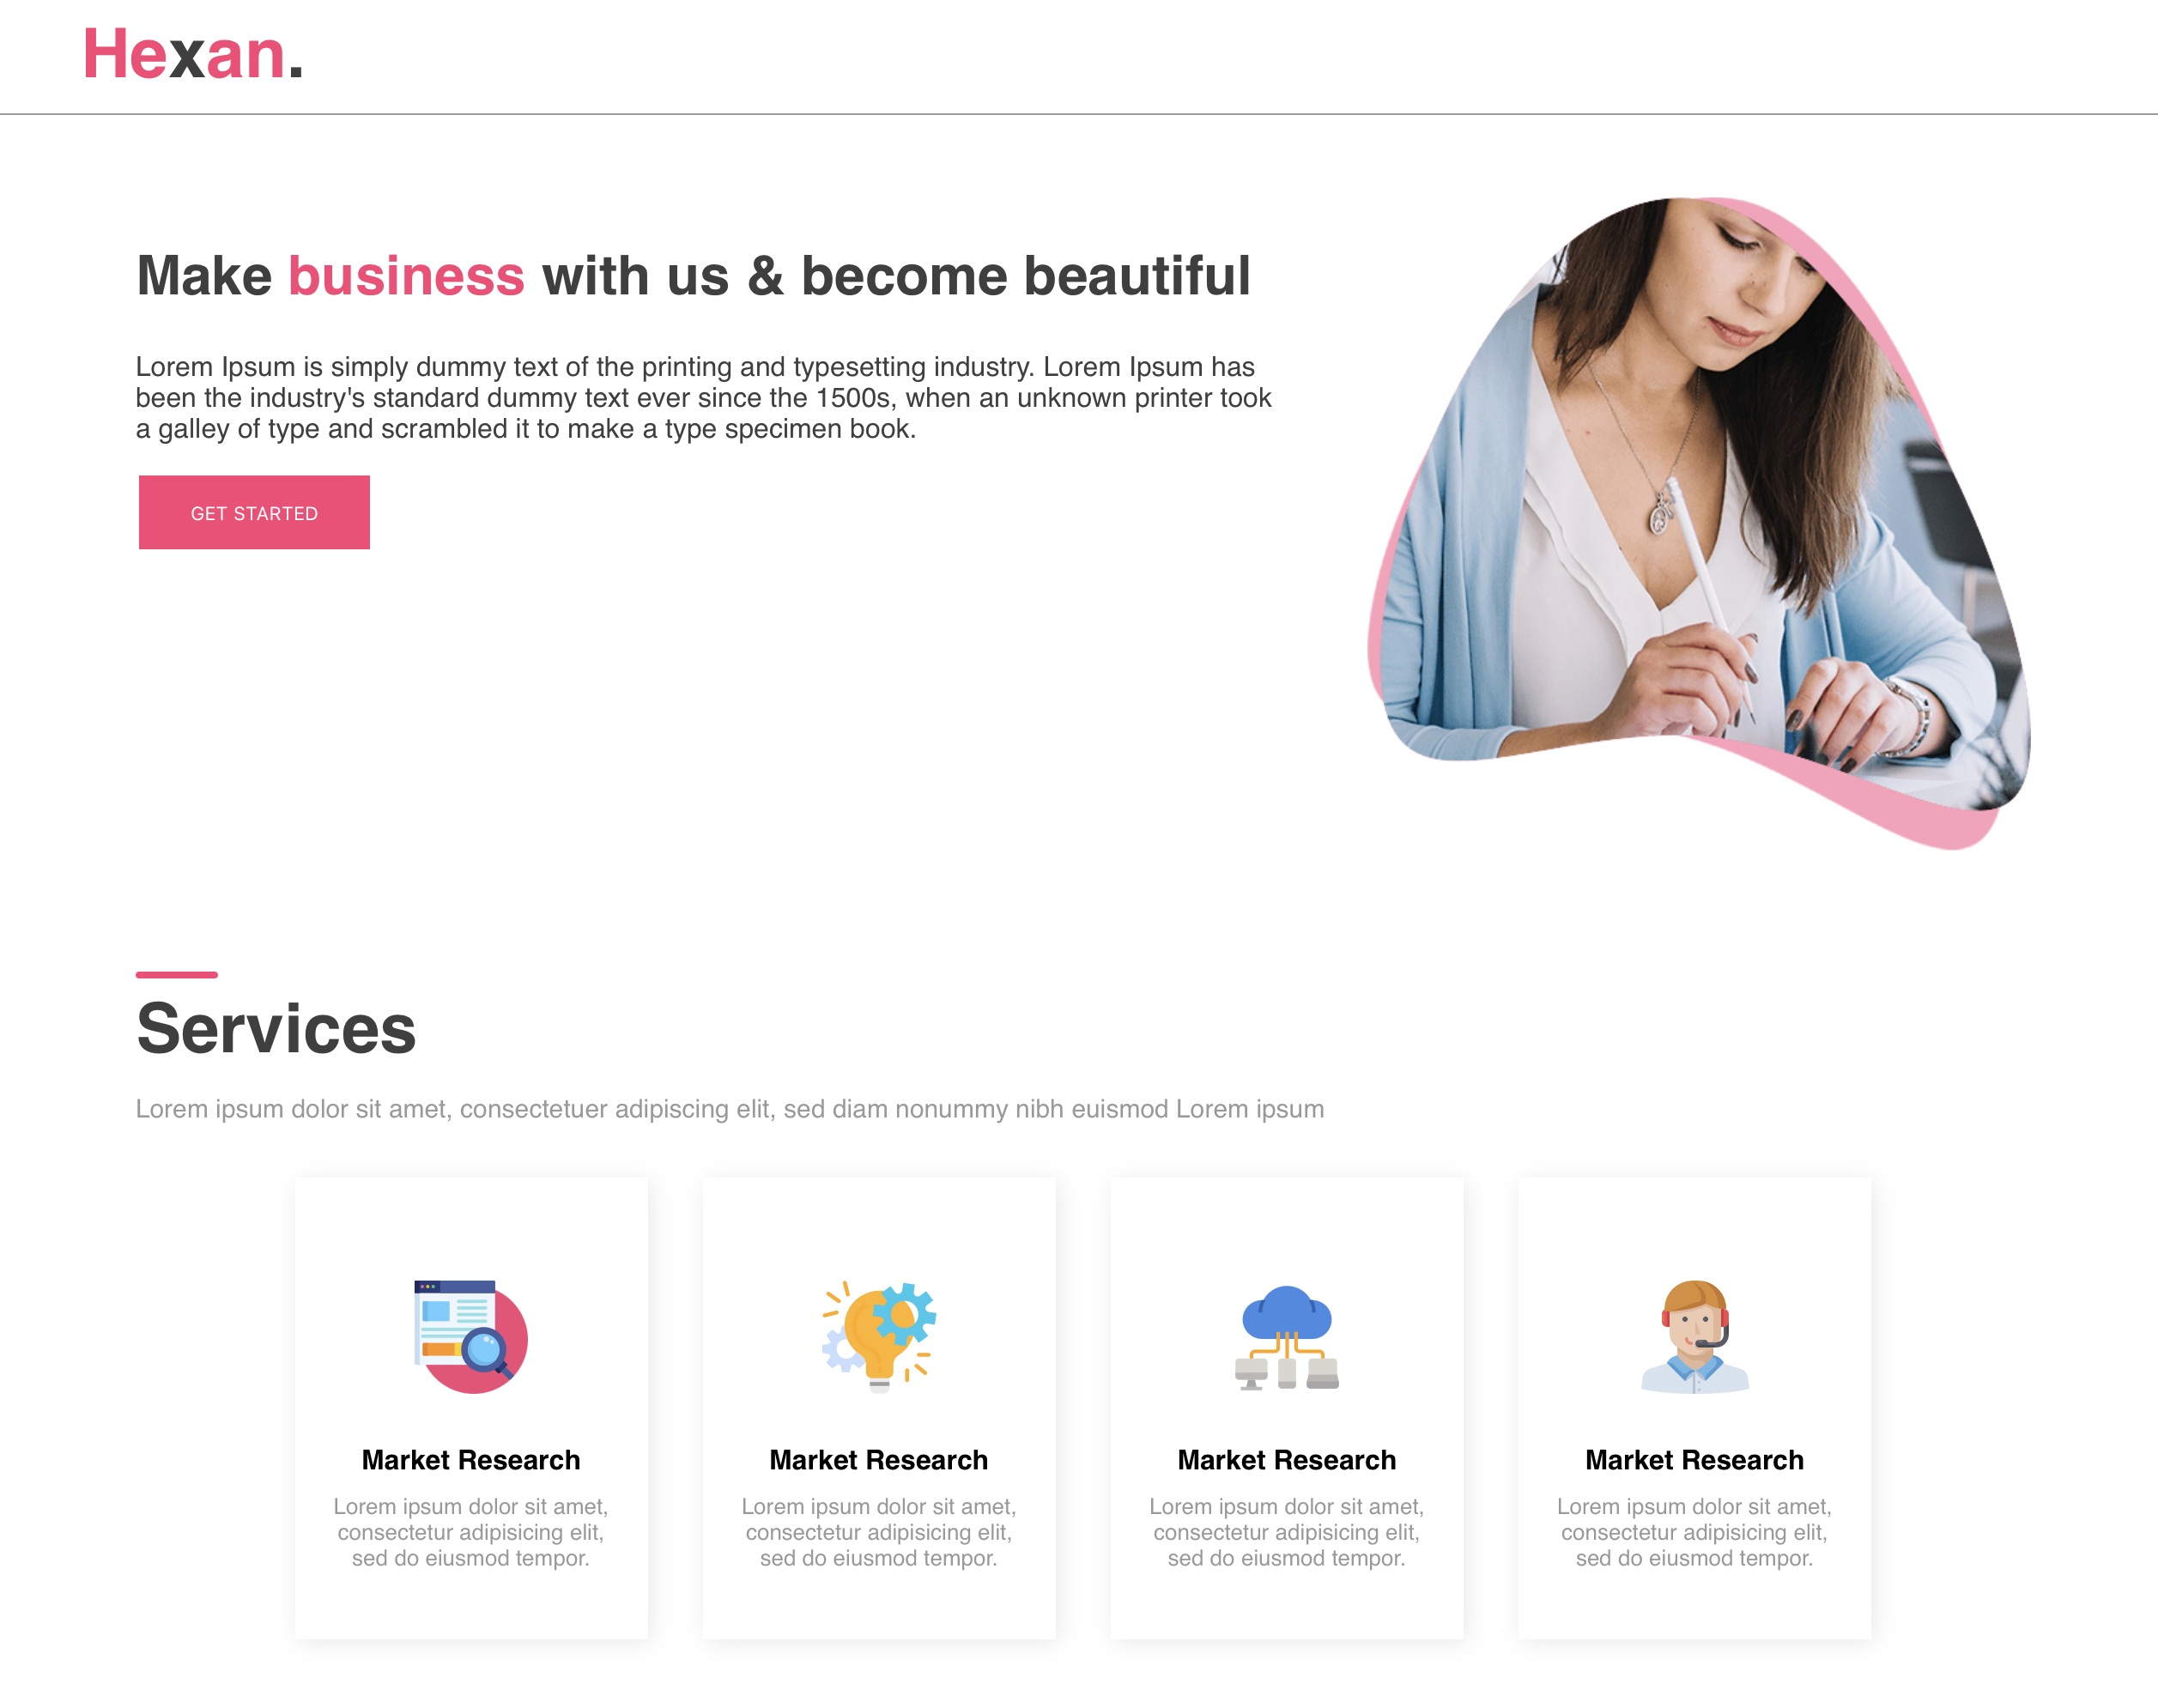 Hexan.
Make business with us & become beautiful
Lorem Ipsum is simply dummy text of the printing and typesetting industry. Lorem Ipsum has
been the industry's standard dummy text ever since the 1500s, when an unknown printer took
a galley of type and scrambled it to make a type specimen book.
GET STARTED
Services
Lorem ipsum dolor sit amet, consectetuer adipiscing elit, sed diam nonummy nibh euismod Lorem ipsum
Market Research
Lorem ipsum dolor sit amet,
consectetur adipisicing elit,
sed do eiusmod tempor.
Market Research
Lorem ipsum dolor sit amet,
consectetur adipisicing elit,
sed do eiusmod tempor.
Market Research
Lorem ipsum dolor sit amet,
consectetur adipisicing elit,
sed do eiusmod tempor.
Market Research
Lorem ipsum dolor sit amet,
consectetur adipisicing elit,
sed do eiusmod tempor.